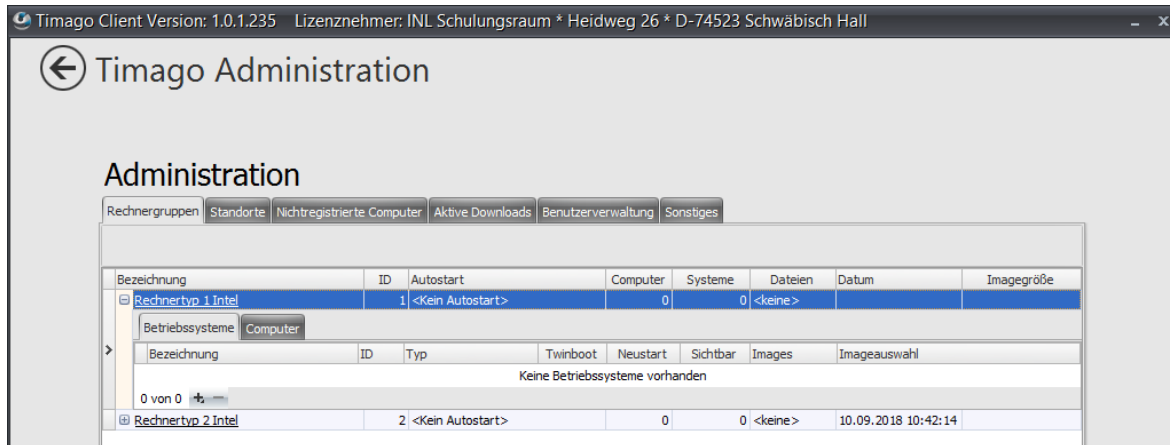 Timago Client Version: 1.0.1.235 Lizenznehmer: INL Schulungsraum * Heidweg 26 * D-74523 Schwäbisch Hall
Timago Administration
Administration
Rechnergruppen Standorte Nichtregistrierte Computer Aktive Downloads Benutzerverwaltung Sonstiges
Bezeichnung ID Autostart Computer Systeme Dateien Datum Imagegröße
Rechnertyp 1 Intel 1 <Kein Autostart> 0 0 <keine>
Betriebssysteme Computer
Bezeichnung ID Typ Twinboot Neustart Sichtbar Images Imageauswahl
Keine Betriebssysteme vorhanden
0 von 0
Rechnertyp 2 Intel 2 <Kein Autostart> 0 0 <keine> 10.09.2018 10:42:14